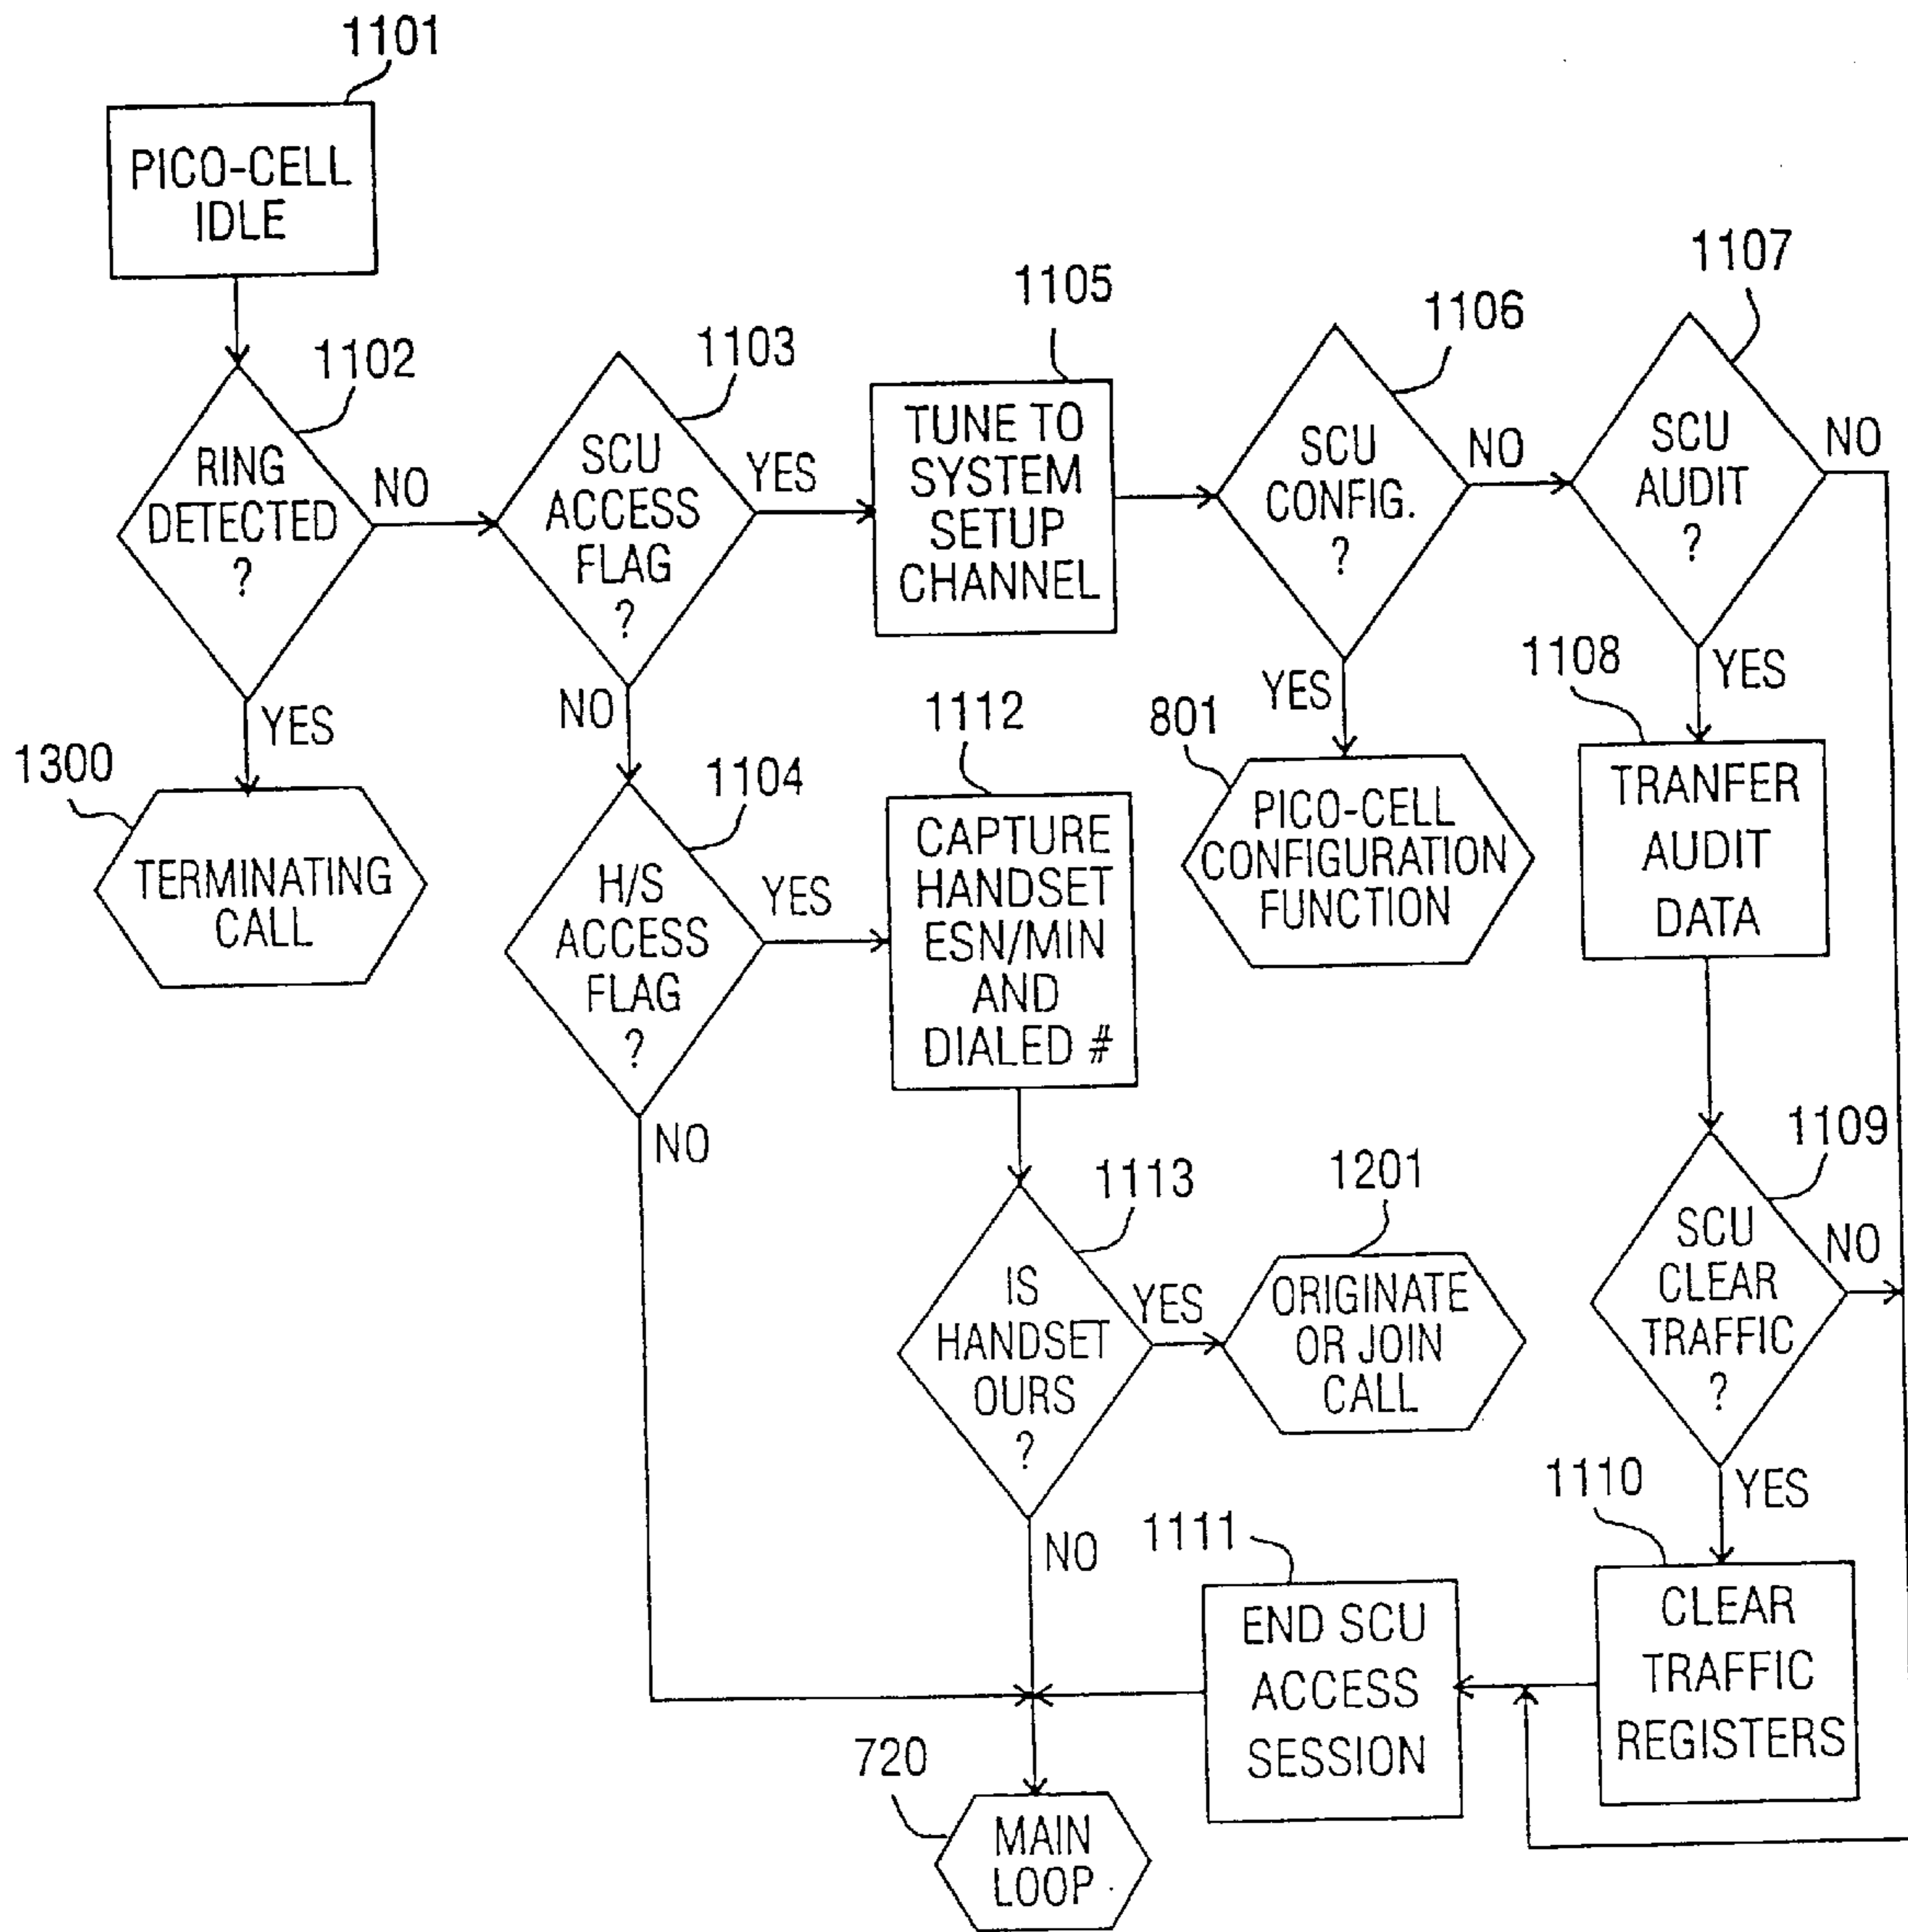 1101
PICO-CELL
IDLE
1102
RING
DETECTED
?
NO
YES
1300
TERMINATING
CALL
1103
SCU
ACCESS
FLAG
?
YES
NO
1105
TUNE TO
SYSTEM
SETUP
CHANNEL
1106
SCU
CONFIG.
?
NO
YES
801
PICO-CELL
CONFIGURATION
FUNCTION
1107
SCU
AUDIT
?
NO
YES
1108
TRANFER
AUDIT
DATA
1104
H/S
ACCESS
FLAG
?
YES
NO
1112
CAPTURE
HANDSET
ESN/MIN
AND
DIALED #
1113
IS
HANDSET
OURS
?
YES
NO
1201
ORIGINATE
OR JOIN
CALL
1109
SCU
CLEAR
TRAFFIC
?
NO
YES
1110
CLEAR
TRAFFIC
REGISTERS
1111
END SCU
ACCESS
SESSION
720
MAIN
LOOP